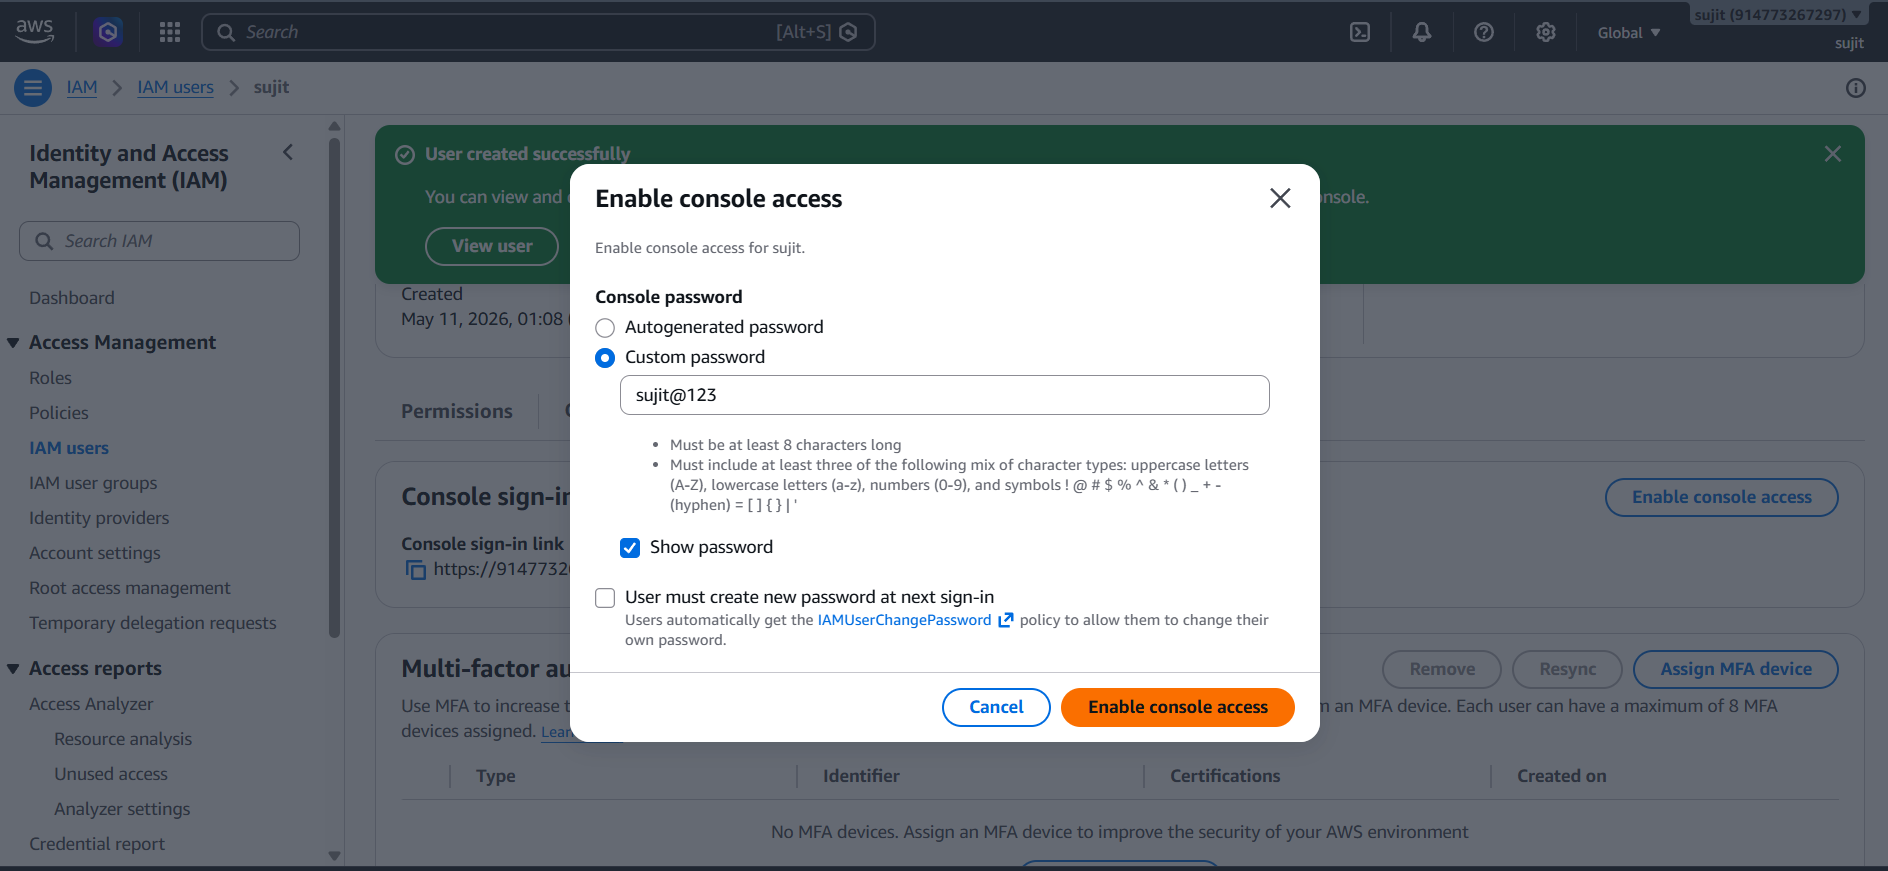 aws
Search [Alt+S]
Global
sujit (914773267297)
sujit
IAM
IAM users
sujit
Identity and Access
Management (IAM)
Search IAM
Dashboard
Access Management
Roles
Policies
IAM users
IAM user groups
Identity providers
Account settings
Root access management
Temporary delegation requests
Access reports
Access Analyzer
Resource analysis
Unused access
Analyzer settings
Credential report
User created successfully
You can view and
nsole.
View user
Created
May 11, 2026, 01:08
Permissions
Console sign-in
Enable console access
Console sign-in link
https://9147732
Multi-factor au
Remove
Resync
Assign MFA device
Use MFA to increase t
m an MFA device. Each user can have a maximum of 8 MFA
devices assigned. Lear
Type
Identifier
Certifications
Created on
No MFA devices. Assign an MFA device to improve the security of your AWS environment
Enable console access
Enable console access for sujit.
Console password
Autogenerated password
Custom password
sujit@123
• Must be at least 8 characters long
• Must include at least three of the following mix of character types: uppercase letters
(A-Z), lowercase letters (a-z), numbers (0-9), and symbols ! @ # $ % ^ & * ( ) _ + -
(hyphen) = [ ] { } | '
Show password
User must create new password at next sign-in
Users automatically get the IAMUserChangePassword policy to allow them to change their
own password.
Cancel
Enable console access